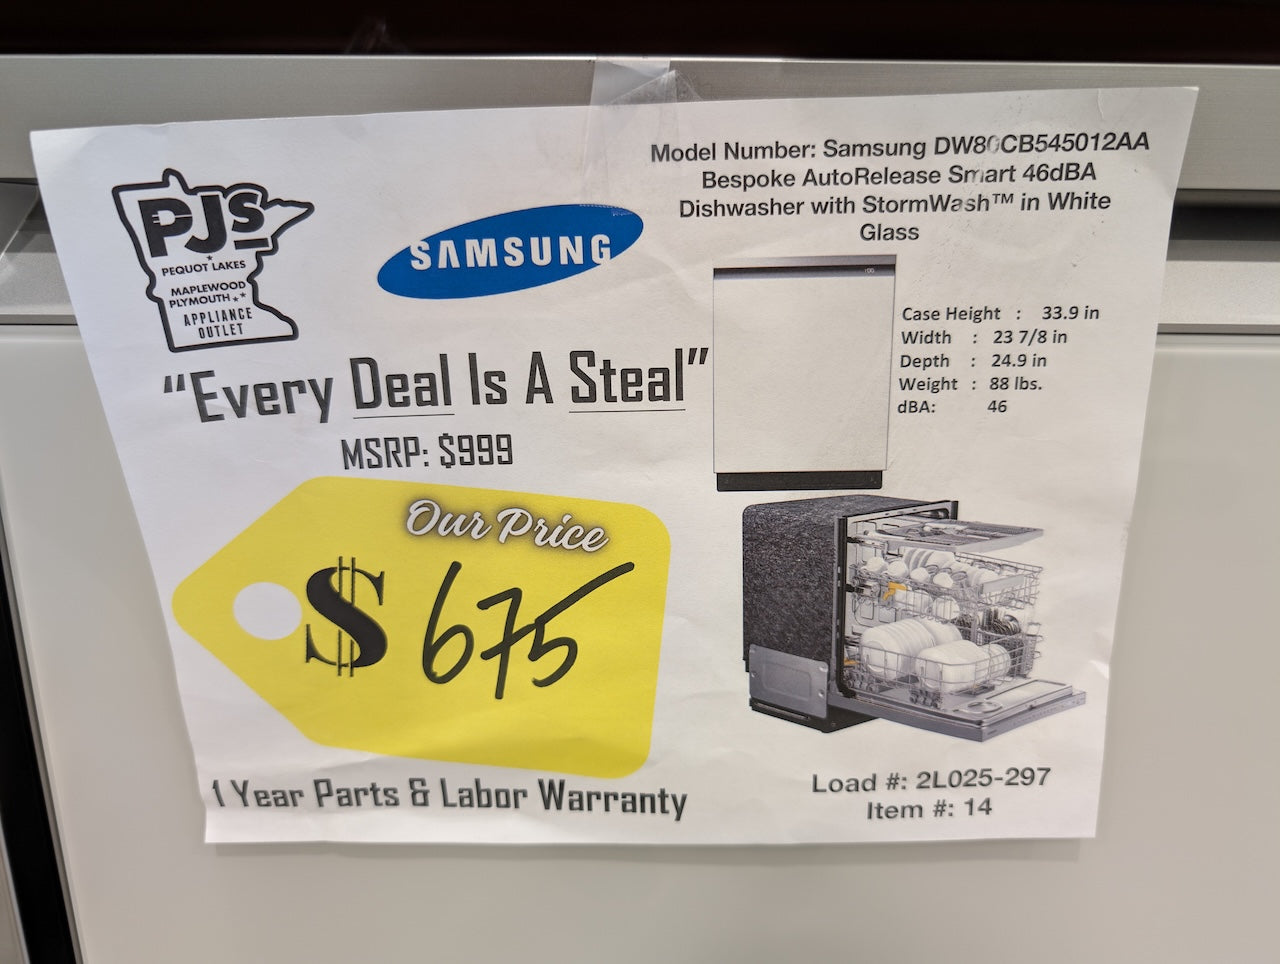 PJs
PEQUOT LAKES
MAPLEWOOD
PLYMOUTH
APPLIANCE
OUTLET
SAMSUNG
Model Number: Samsung DW80CB545012AA
Bespoke AutoRelease Smart 46dBA
Dishwasher with StormWash™ in White
Glass
"Every Deal Is A Steal"
MSRP: $999
Case Height : 33.9 in
Width : 23 7/8 in
Depth : 24.9 in
Weight : 88 lbs.
dBA: 46
Our Price
$ 675
1 Year Parts & Labor Warranty
Load #: 2L025-297
Item #: 14